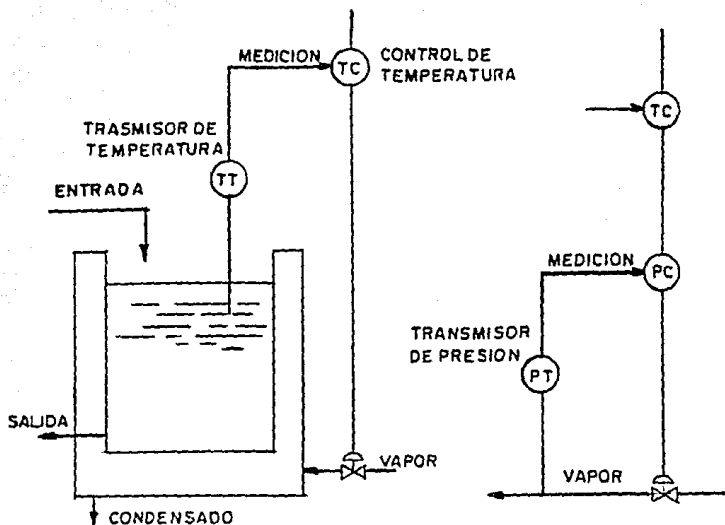 MEDICION
TC
CONTROL DE
TEMPERATURA
TRASMISOR DE
TEMPERATURA
TT
ENTRADA
SALIDA
VAPOR
CONDENSADO
TC
MEDICION
PC
TRANSMISOR
DE PRESION
PT
VAPOR